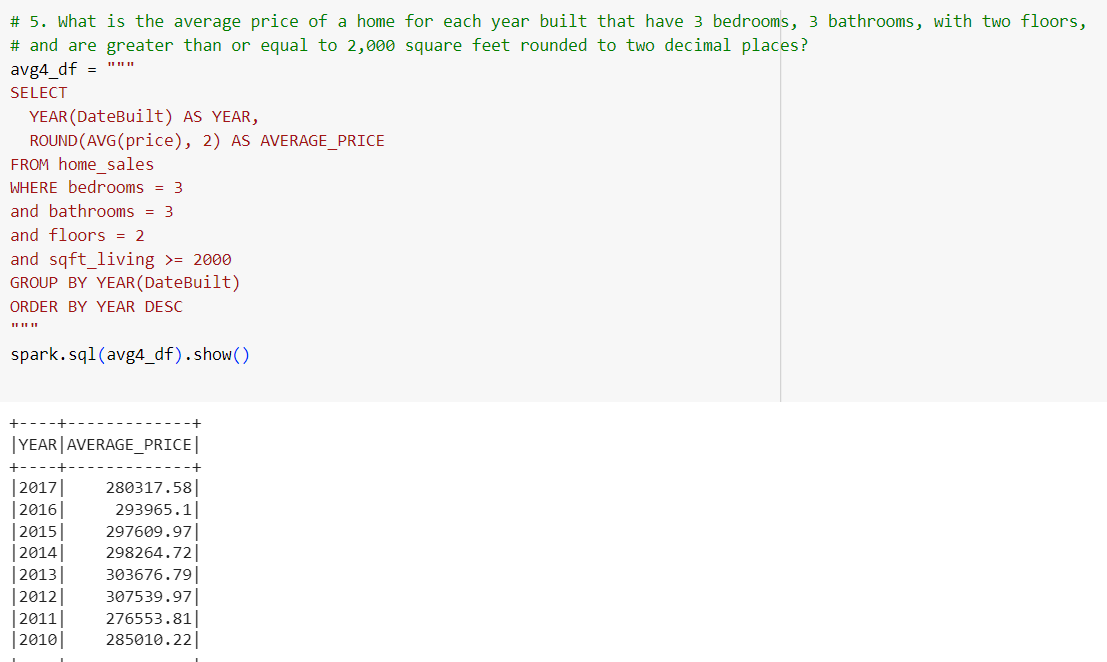 # 5. What is the average price of a home for each year built that have 3 bedrooms, 3 bathrooms, with two floors,
# and are greater than or equal to 2,000 square feet rounded to two decimal places?
avg4_df = """
SELECT
  YEAR(DateBuilt) AS YEAR,
  ROUND(AVG(price), 2) AS AVERAGE_PRICE
FROM home_sales
WHERE bedrooms = 3
and bathrooms = 3
and floors = 2
and sqft_living >= 2000
GROUP BY YEAR(DateBuilt)
ORDER BY YEAR DESC
"""
spark.sql(avg4_df).show()
+----+-------------+
|YEAR|AVERAGE_PRICE|
+----+-------------+
|2017|    280317.58|
|2016|     293965.1|
|2015|    297609.97|
|2014|    298264.72|
|2013|    303676.79|
|2012|    307539.97|
|2011|    276553.81|
|2010|    285010.22|